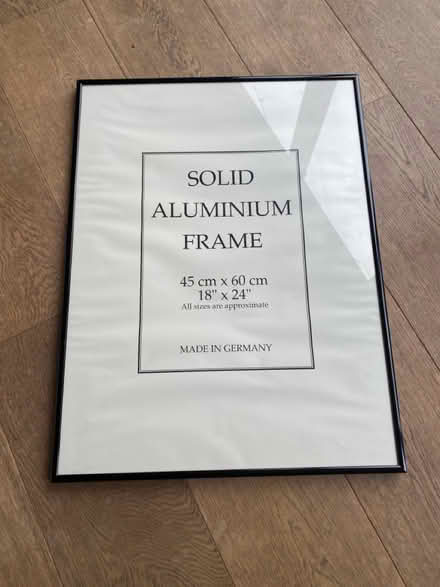 SOLID
ALUMINIUM
FRAME
45 cm x 60 cm
18" x 24"
All sizes are approximate
MADE IN GERMANY